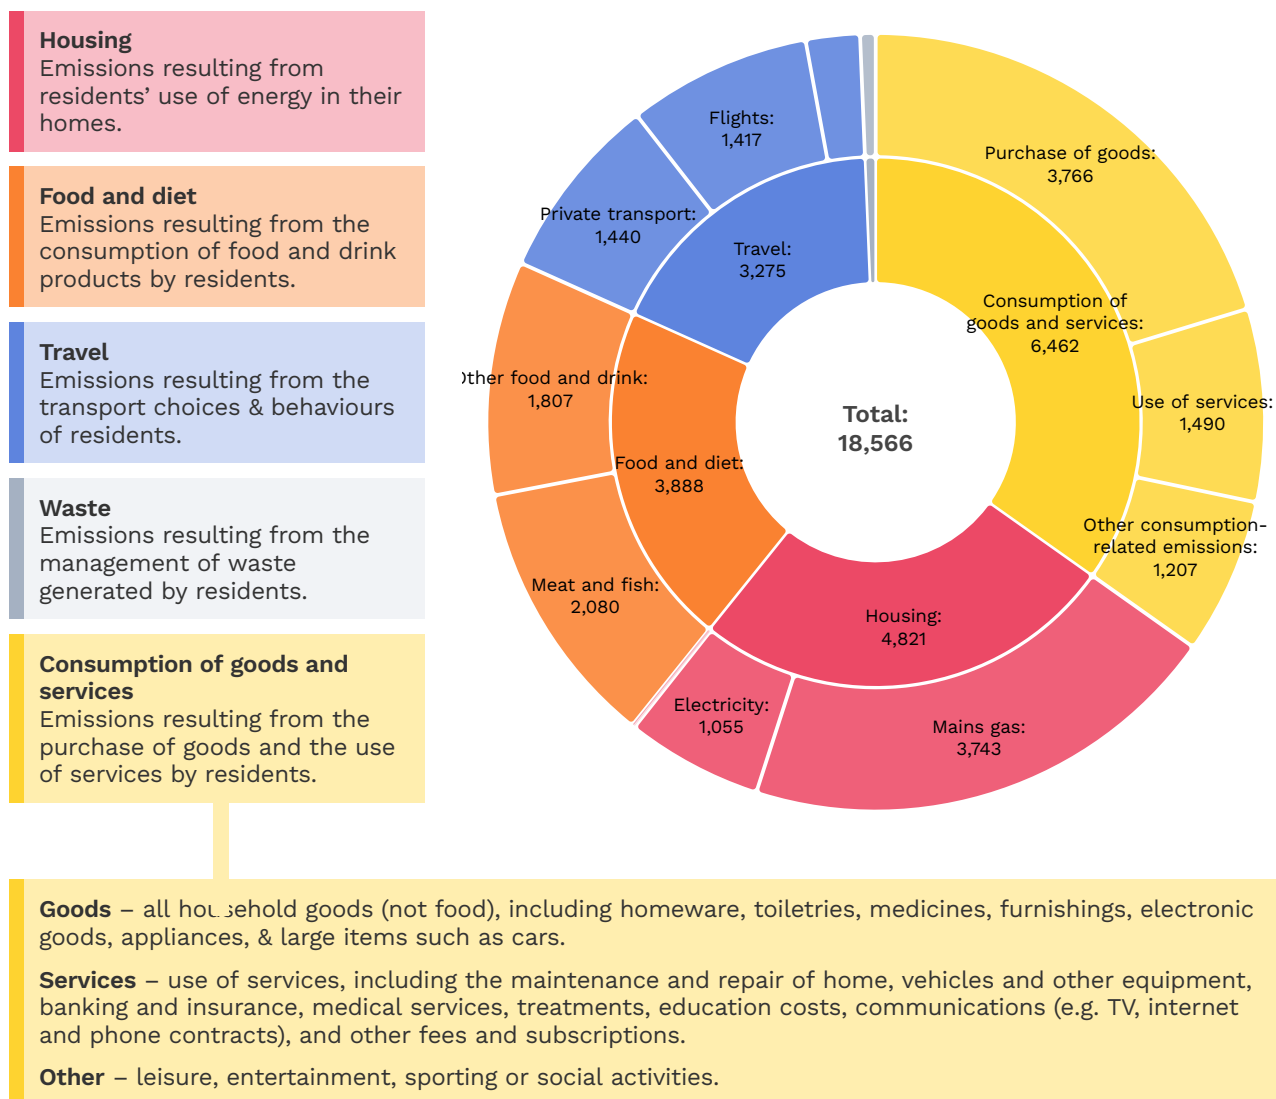 Housing
Emissions resulting from
residents’ use of energy in their
homes.
Food and diet
Emissions resulting from the
consumption of food and drink
products by residents.
Travel
Emissions resulting from the
transport choices & behaviours
of residents.
Waste
Emissions resulting from the
management of waste
generated by residents.
Consumption of goods and
services
Emissions resulting from the
purchase of goods and the use
of services by residents.
Flights:
1,417
Purchase of goods:
3,766
Private transport:
1,440
Travel:
3,275
Consumption of
goods and services:
6,462
Other food and drink:
1,807
Use of services:
1,490
Total:
18,566
Food and diet:
3,888
Other consumption-
related emissions:
1,207
Meat and fish:
2,080
Housing:
4,821
Electricity:
1,055
Mains gas:
3,743
Goods – all household goods (not food), including homeware, toiletries, medicines, furnishings, electronic
goods, appliances, & large items such as cars.
Services – use of services, including the maintenance and repair of home, vehicles and other equipment,
banking and insurance, medical services, treatments, education costs, communications (e.g. TV, internet
and phone contracts), and other fees and subscriptions.
Other – leisure, entertainment, sporting or social activities.